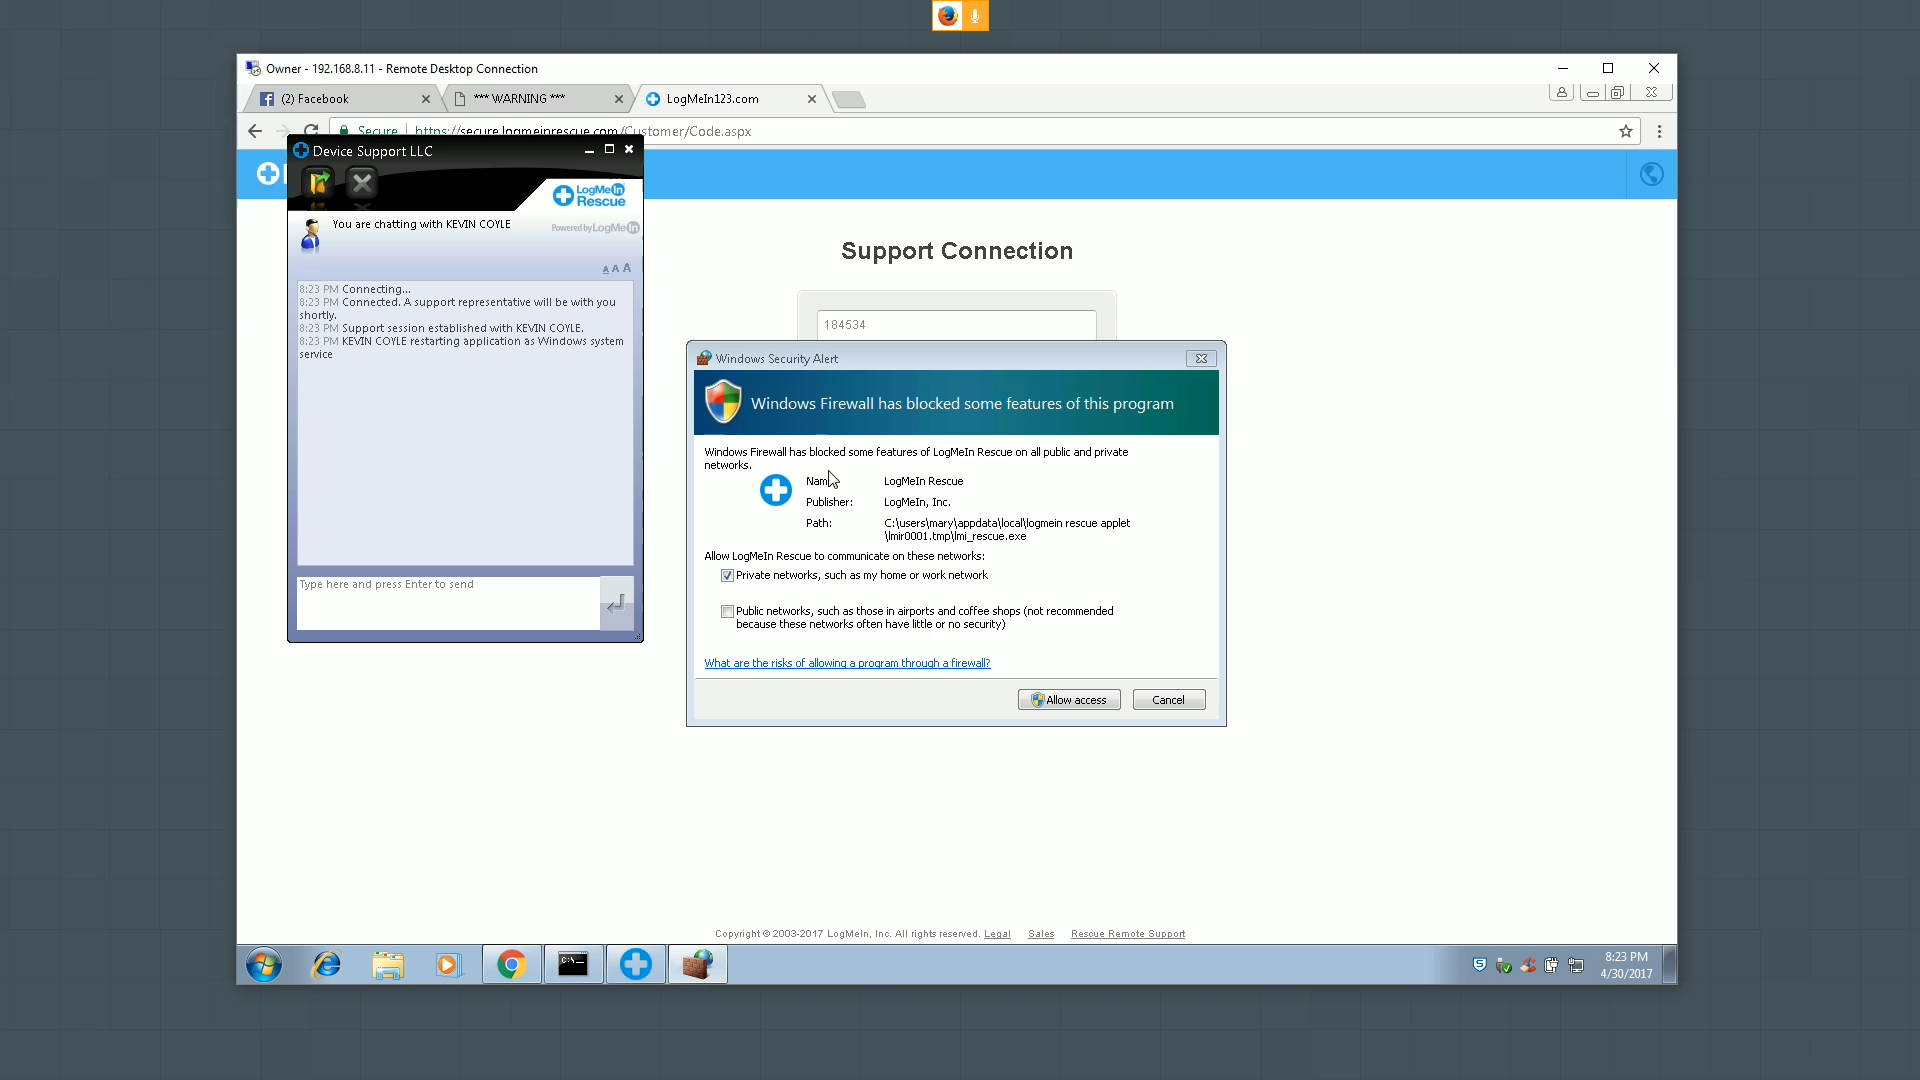 Owner - 192.168.8.11 - Remote Desktop Connection
(2) Facebook
*** WARNING ***
LogMeIn123.com
Secure
https://secure.logmeinrescue.com/Customer/Code.aspx
Device Support LLC
LogMeIn
Rescue
You are chatting with KEVIN COYLE
Powered by LogMeIn
A A A
8:23 PM Connecting...
8:23 PM Connected. A support representative will be with you
shortly.
8:23 PM Support session established with KEVIN COYLE.
8:23 PM KEVIN COYLE restarting application as Windows system
service
Type here and press Enter to send
Support Connection
184534
Windows Security Alert
Windows Firewall has blocked some features of this program
Windows Firewall has blocked some features of LogMeIn Rescue on all public and private
networks.
Name: LogMeIn Rescue
Publisher: LogMeIn, Inc.
Path: C:\users\mary\appdata\local\logmein rescue applet
\lmir0001.tmp\lmi_rescue.exe
Allow LogMeIn Rescue to communicate on these networks:
Private networks, such as my home or work network
Public networks, such as those in airports and coffee shops (not recommended
because these networks often have little or no security)
What are the risks of allowing a program through a firewall?
Allow access
Cancel
Copyright © 2003-2017 LogMeIn, Inc. All rights reserved. Legal Sales Rescue Remote Support
C:\_
8:23 PM
4/30/2017